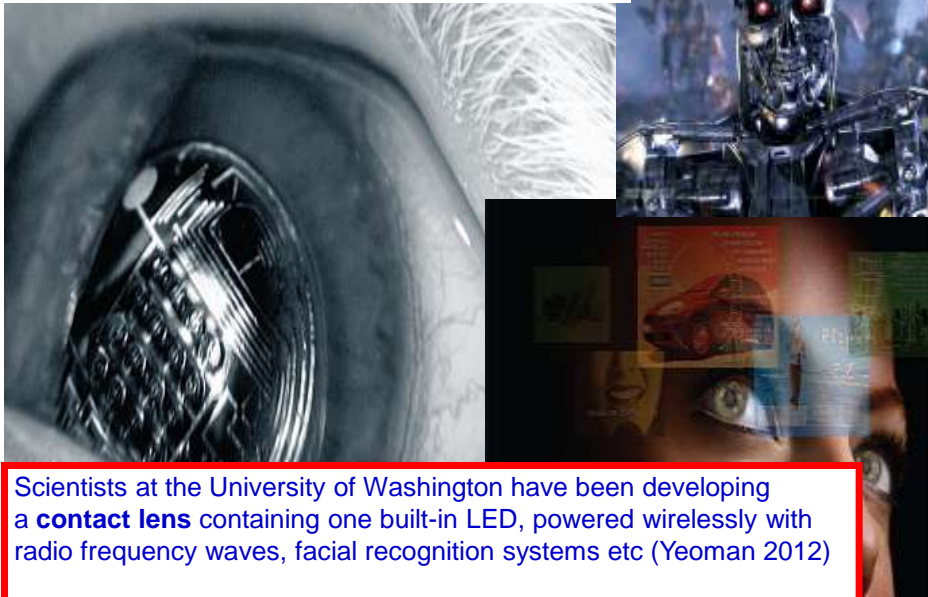 Scientists at the University of Washington have been developing
a contact lens containing one built-in LED, powered wirelessly with
radio frequency waves, facial recognition systems etc (Yeoman 2012)